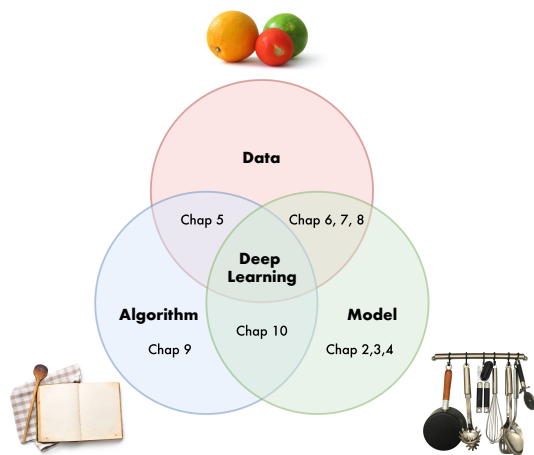 Data
Chap 5
Chap 6, 7, 8
Deep
Learning
Algorithm
Model
Chap 10
Chap 9
Chap 2,3,4